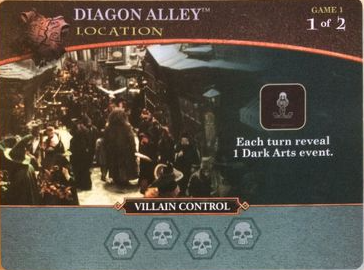 DIAGON ALLEY™
LOCATION
GAME 1
1 of 2
Each turn reveal
1 Dark Arts event.
VILLAIN CONTROL